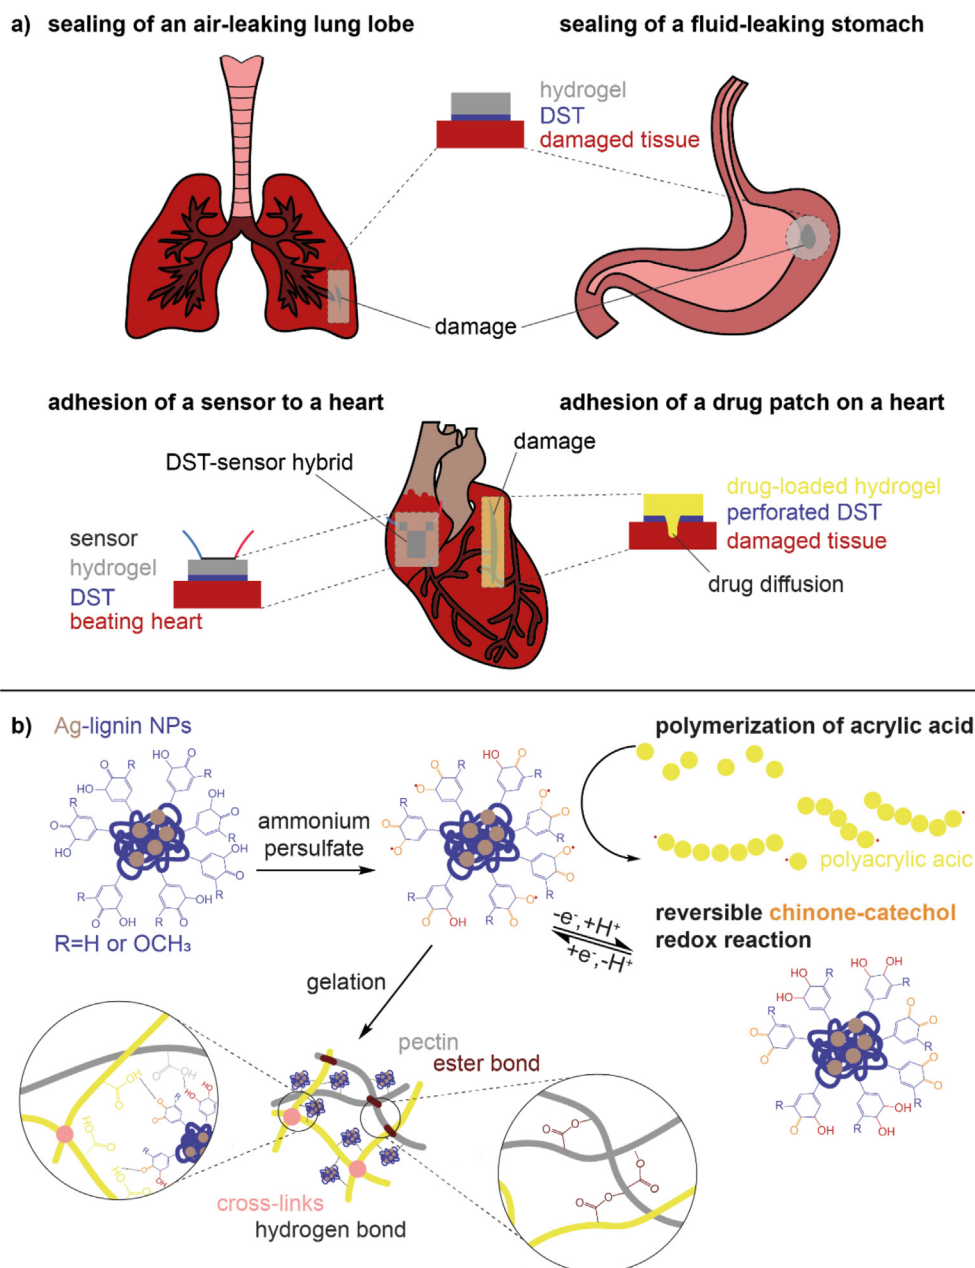 a) sealing of an air-leaking lung lobe
sealing of a fluid-leaking stomach
hydrogel
DST
damaged tissue
damage
adhesion of a sensor to a heart
adhesion of a drug patch on a heart
damage
DST-sensor hybrid
drug-loaded hydrogel
perforated DST
damaged tissue
drug diffusion
sensor
hydrogel
DST
beating heart
b) Ag-lignin NPs
polymerization of acrylic acid
ammonium
persulfate
polyacrylic acic
R=H or OCH₃
reversible chinone-catechol
redox reaction
-e⁻,+H⁺
+e⁻,-H⁺
gelation
pectin
ester bond
cross-links
hydrogen bond